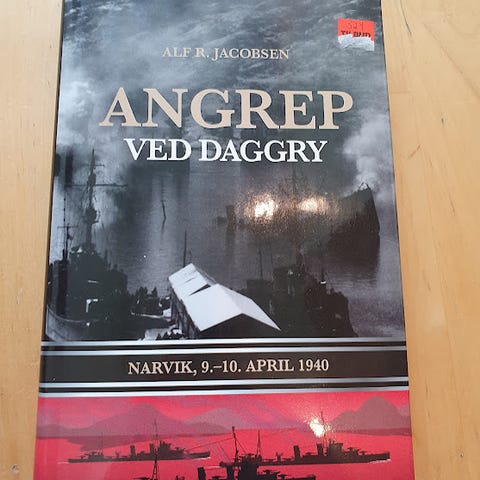 ALF R. JACOBSEN
ANGREP
VED DAGGRY
NARVIK, 9.–10. APRIL 1940